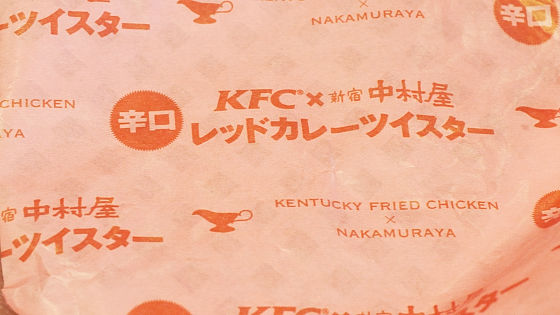 ーツイスター
×
NAKAMURAYA
辛口
CHICKEN
KFC×新宿中村屋
辛口
レッドカレーツイスター
宿中村屋
ーツイスター
KENTUCKY FRIED CHICKEN
×
NAKAMURAYA